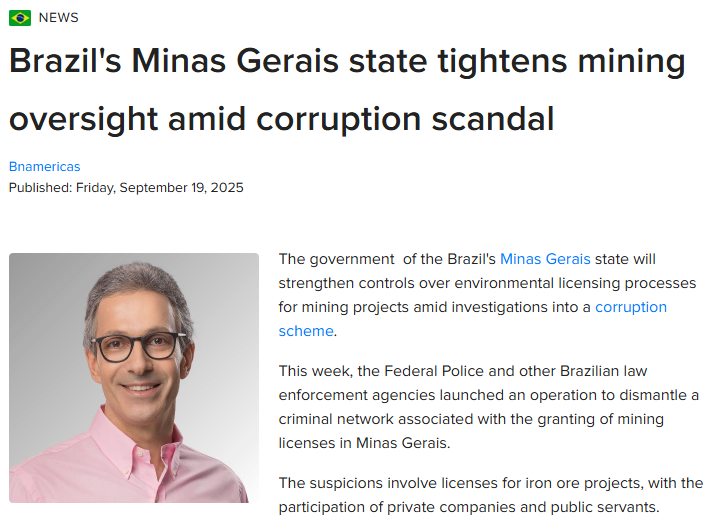 NEWS
Brazil's Minas Gerais state tightens mining
oversight amid corruption scandal
Bnamericas
Published: Friday, September 19, 2025
The government  of the Brazil's Minas Gerais state will
strengthen controls over environmental licensing processes
for mining projects amid investigations into a corruption
scheme.
This week, the Federal Police and other Brazilian law
enforcement agencies launched an operation to dismantle a
criminal network associated with the granting of mining
licenses in Minas Gerais.
The suspicions involve licenses for iron ore projects, with the
participation of private companies and public servants.